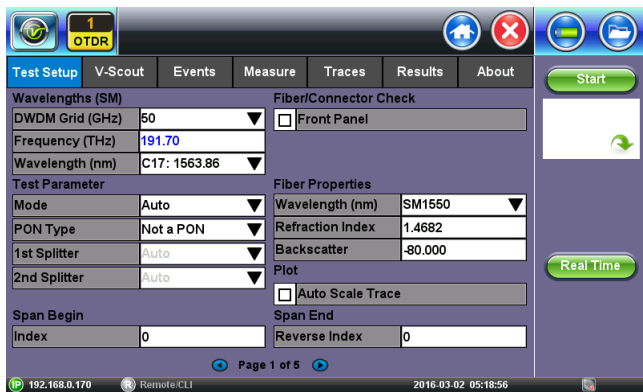 1
OTDR
Test Setup V-Scout Events Measure Traces Results About
Start
Wavelengths (SM) Fiber/Connector Check
DWDM Grid (GHz) 50 Front Panel
Frequency (THz) 191.70
Wavelength (nm) C17: 1563.86
Test Parameter Fiber Properties
Mode Auto Wavelength (nm) SM1550
PON Type Not a PON Refraction Index 1.4682
1st Splitter Auto Backscatter -80.000
Real Time
2nd Splitter Auto Plot
Auto Scale Trace
Span Begin Span End
Index 0 Reverse Index 0
Page 1 of 5
IP 192.168.0.170 R Remote/CLI 2016-03-02 05:18:56